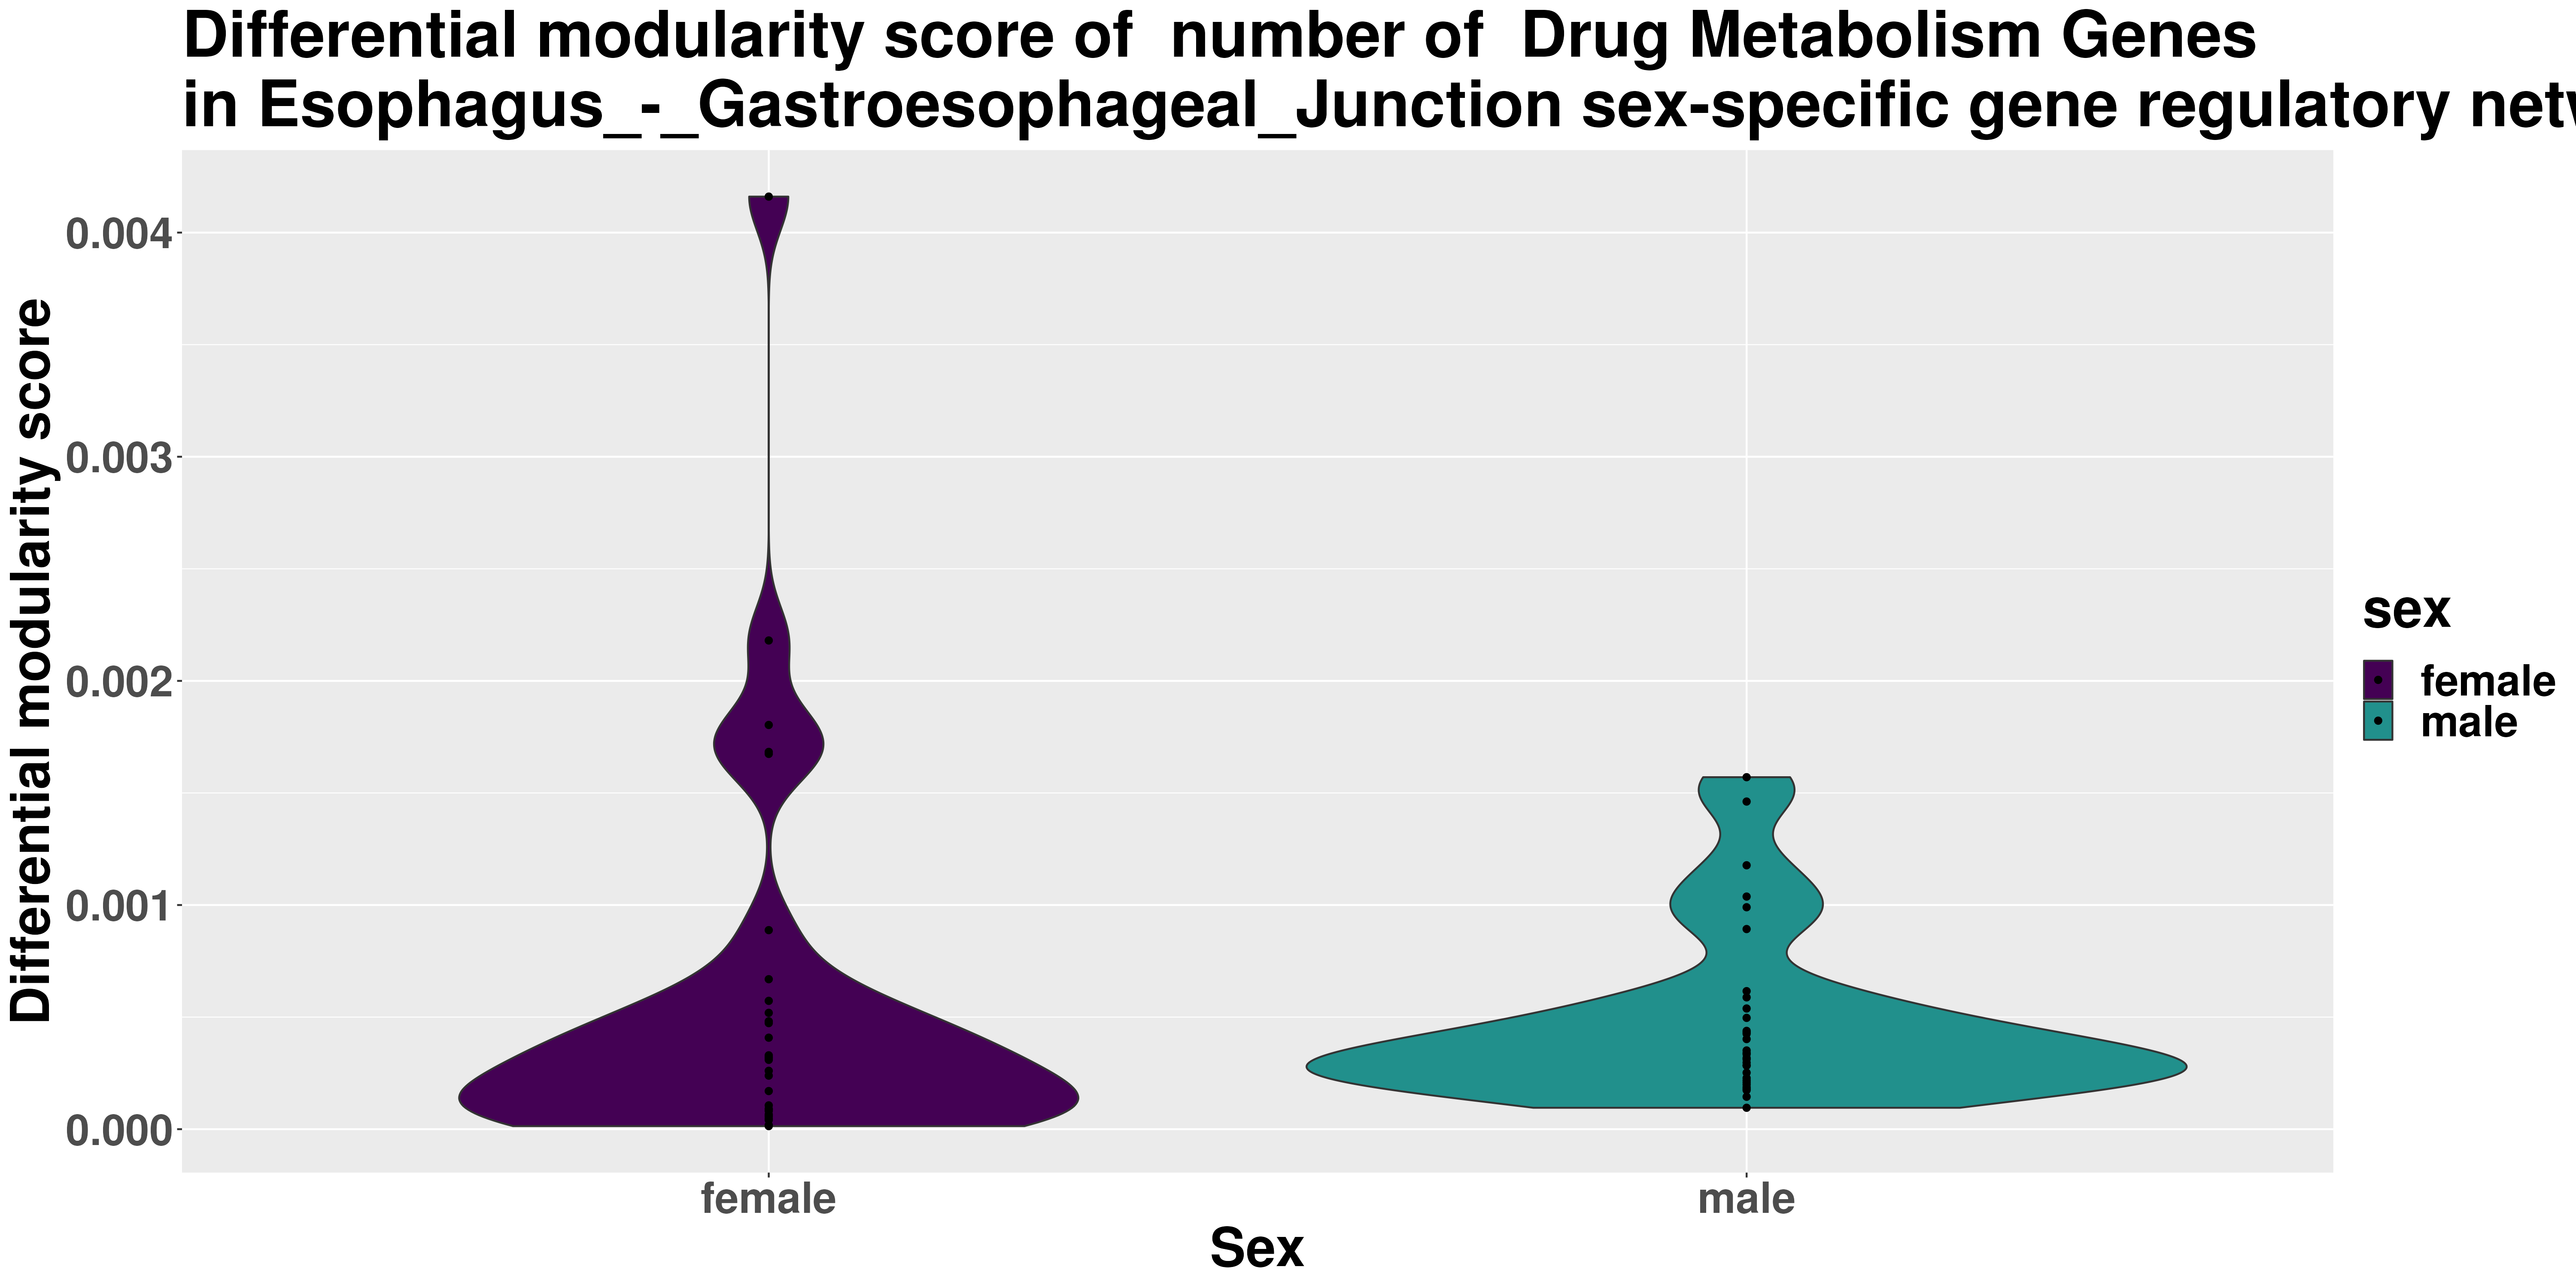 Differential modularity score of  number of  Drug Metabolism Genes
in Esophagus_-_Gastroesophageal_Junction sex-specific gene regulatory
Differential modularity score
0.004
0.003
0.002
0.001
0.000
female
male
Sex
sex
female
male